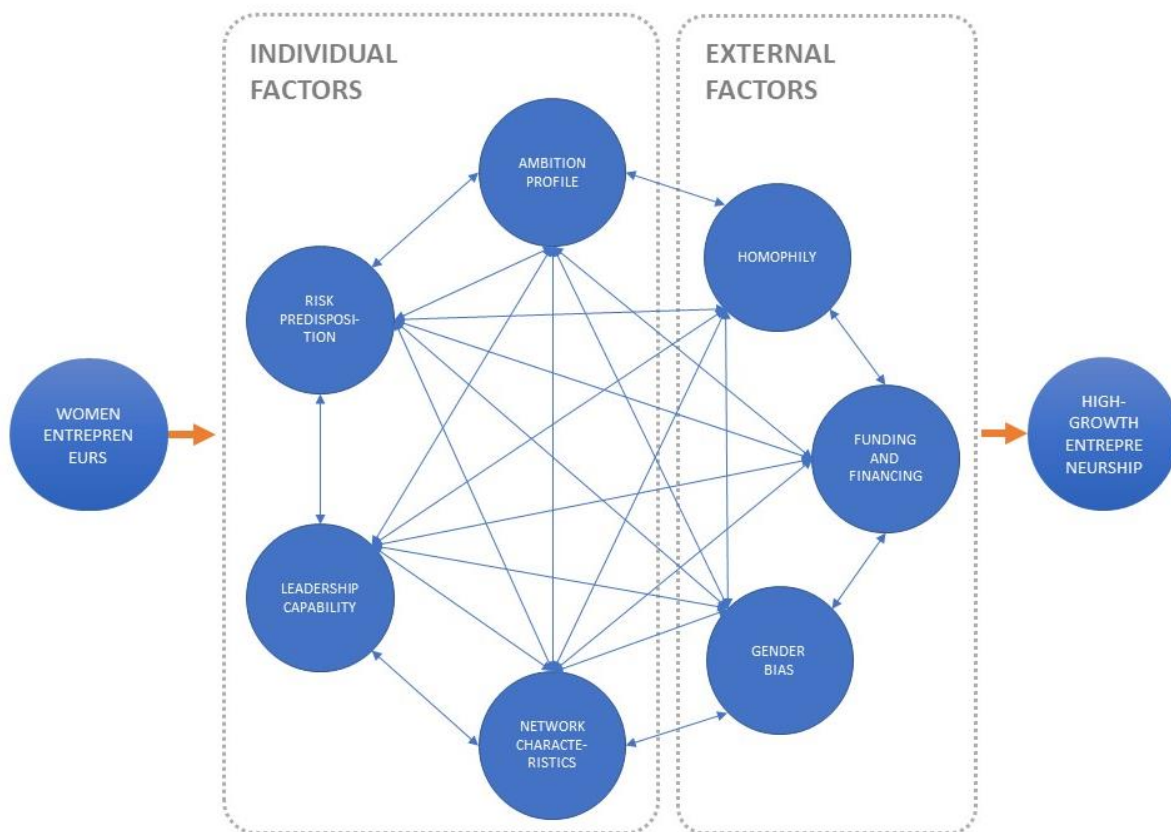 INDIVIDUAL
FACTORS
EXTERNAL
FACTORS
AMBITION
PROFILE
HOMOPHILY
RISK
PREDISPOSI-
TION
WOMEN
ENTREPREN
EURS
FUNDING
AND
FINANCING
HIGH-
GROWTH
ENTREPRE
NEURSHIP
LEADERSHIP
CAPABILITY
GENDER
BIAS
NETWORK
CHARACTE-
RISTICS